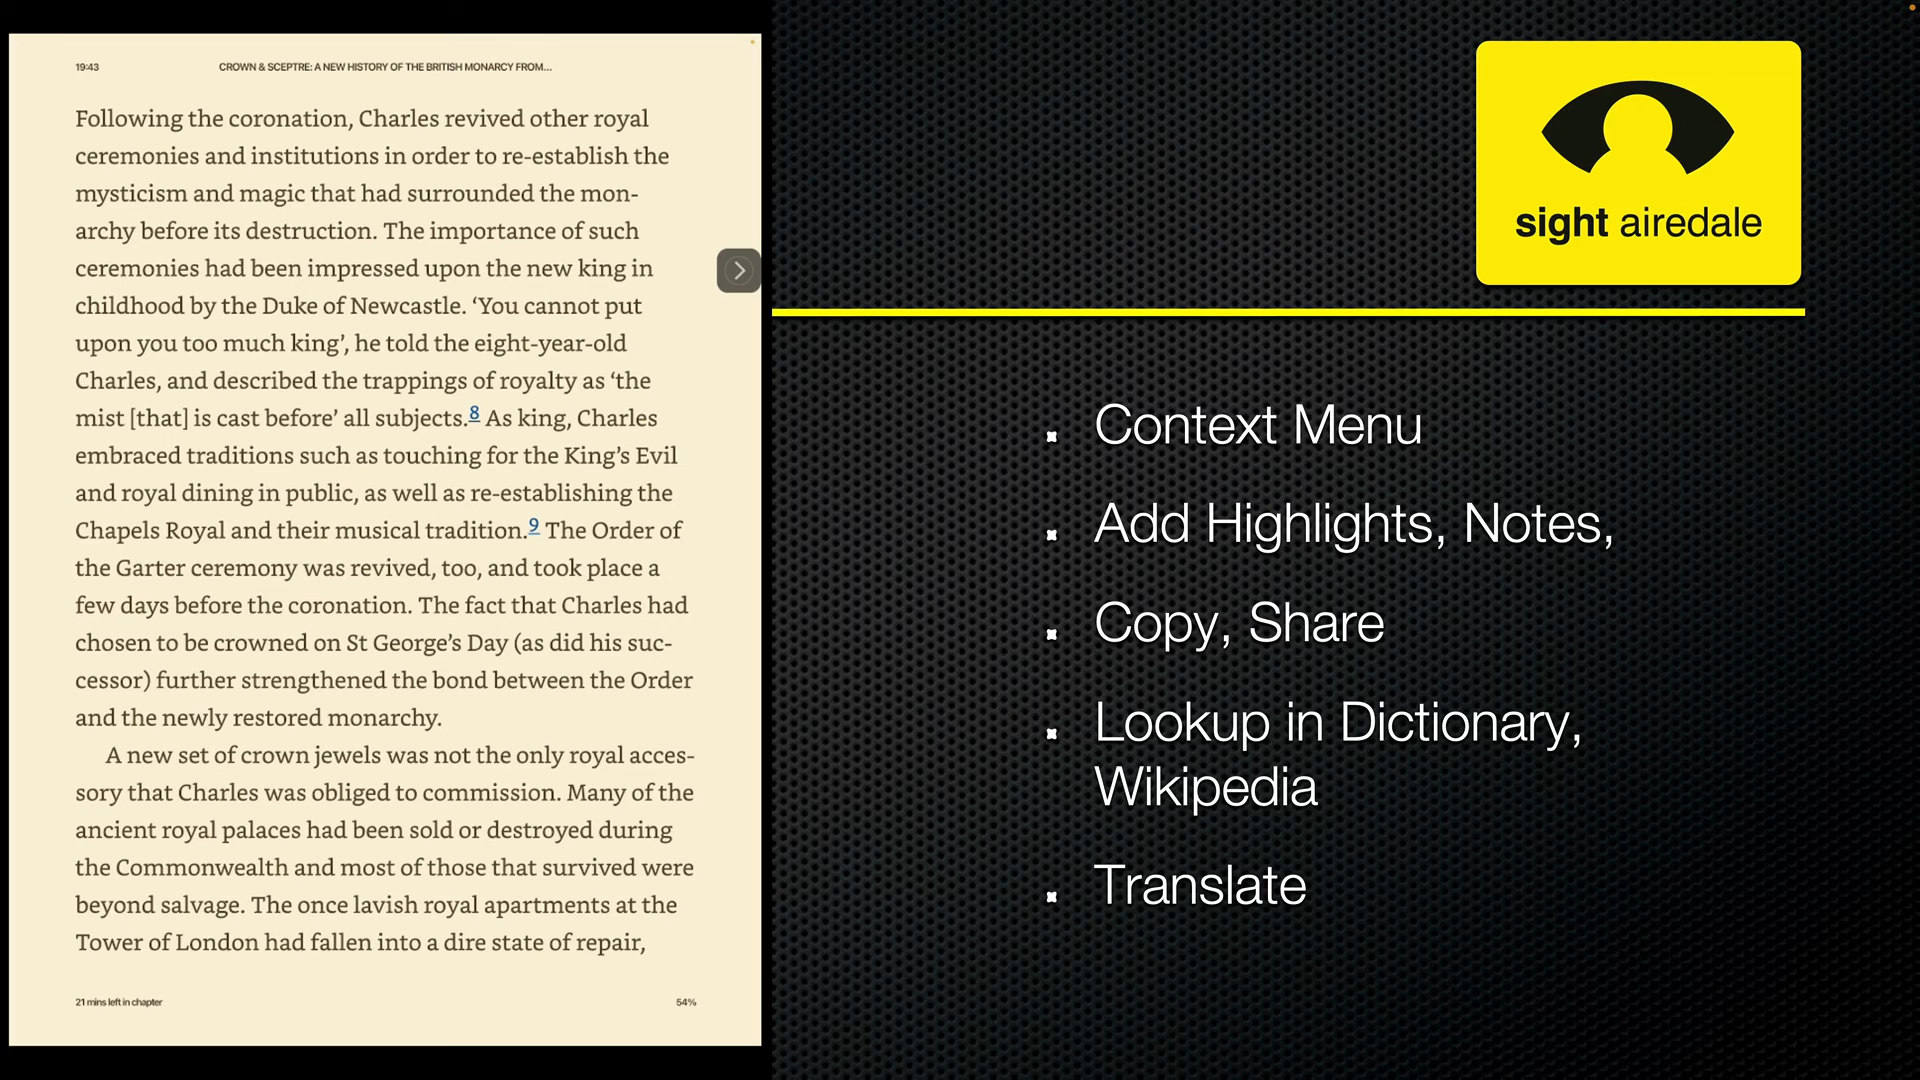 19:43
CROWN & SCEPTRE: A NEW HISTORY OF THE BRITISH MONARCY FROM...
Following the coronation, Charles revived other royal
ceremonies and institutions in order to re-establish the
mysticism and magic that had surrounded the mon-
archy before its destruction. The importance of such
ceremonies had been impressed upon the new king in
childhood by the Duke of Newcastle. ‘You cannot put
upon you too much king’, he told the eight-year-old
Charles, and described the trappings of royalty as ‘the
mist [that] is cast before’ all subjects.8 As king, Charles
embraced traditions such as touching for the King’s Evil
and royal dining in public, as well as re-establishing the
Chapels Royal and their musical tradition.9 The Order of
the Garter ceremony was revived, too, and took place a
few days before the coronation. The fact that Charles had
chosen to be crowned on St George’s Day (as did his suc-
cessor) further strengthened the bond between the Order
and the newly restored monarchy.
A new set of crown jewels was not the only royal acces-
sory that Charles was obliged to commission. Many of the
ancient royal palaces had been sold or destroyed during
the Commonwealth and most of those that survived were
beyond salvage. The once lavish royal apartments at the
Tower of London had fallen into a dire state of repair,
21 mins left in chapter
54%
sight airedale
Context Menu
Add Highlights, Notes,
Copy, Share
Lookup in Dictionary,
Wikipedia
Translate